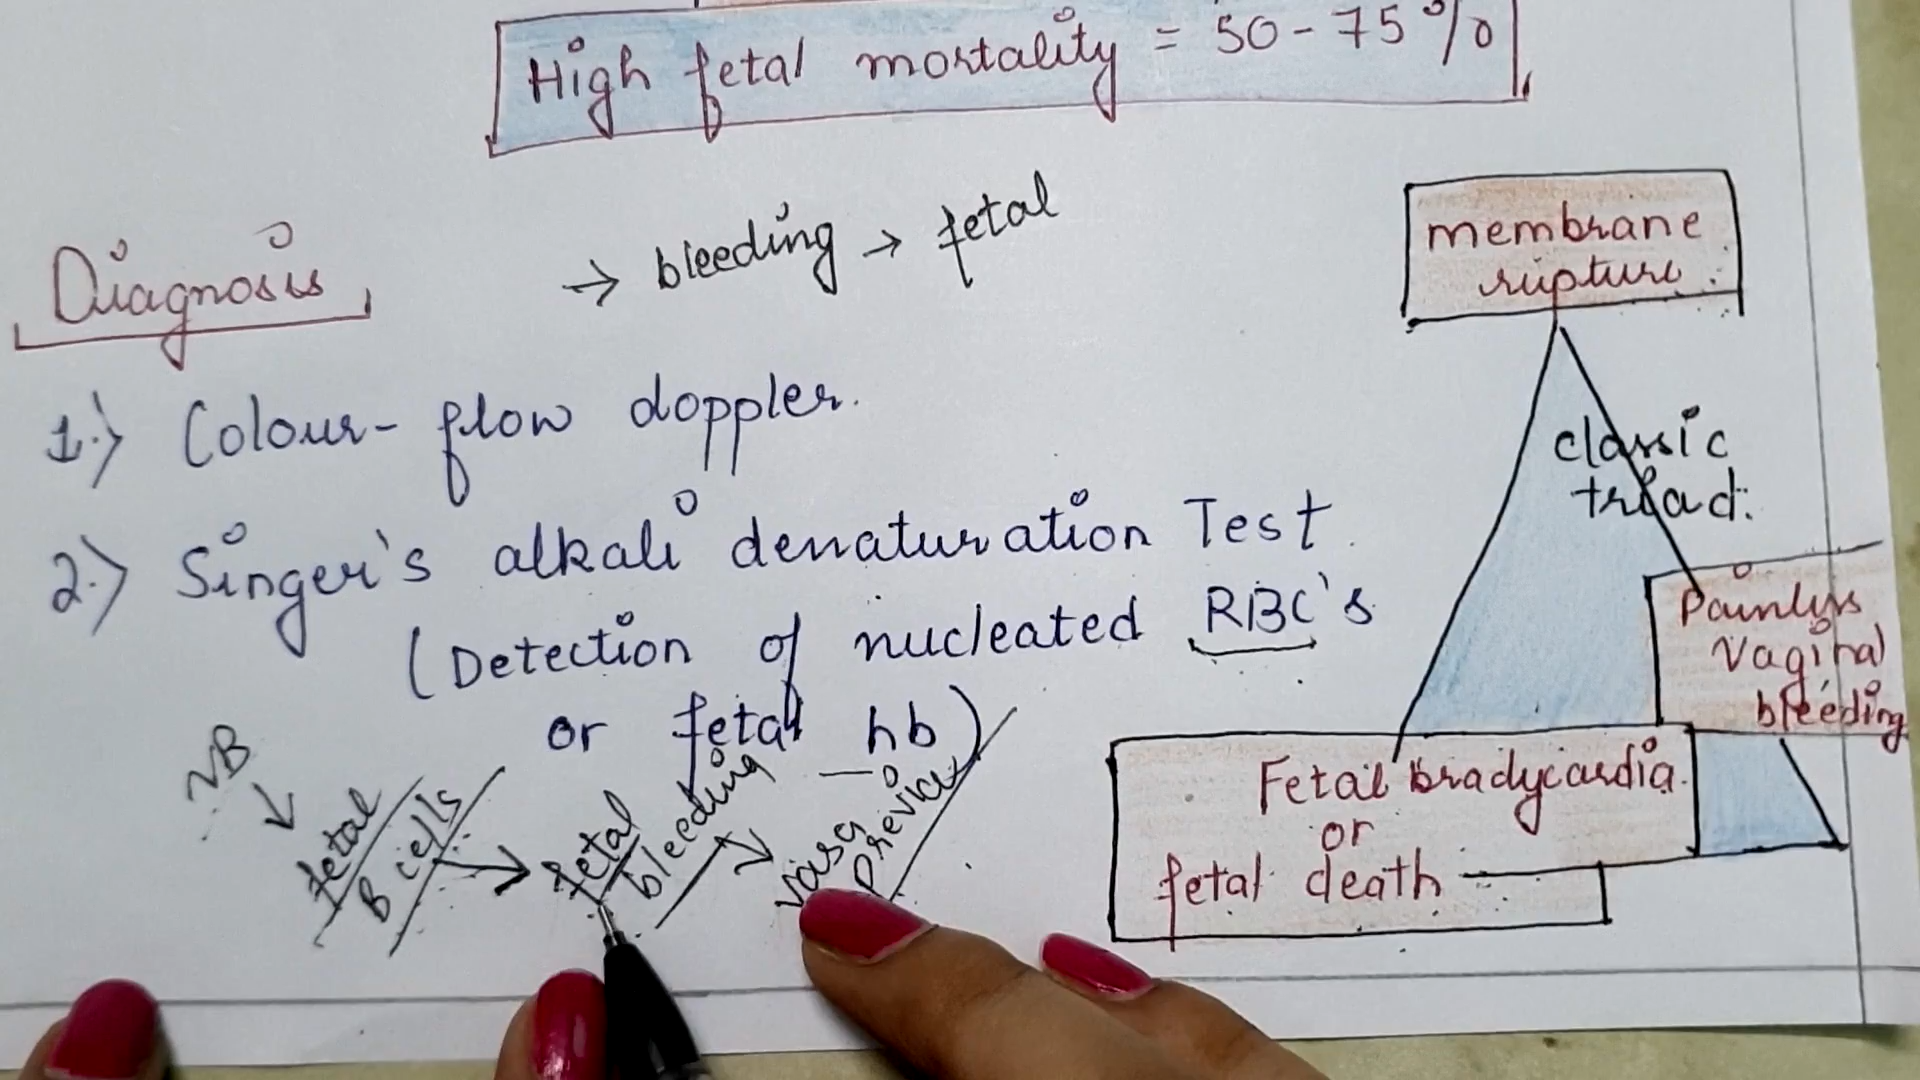 High fetal mortality = 50-75%
Diagnosis
→ bleeding → fetal
1.) Colour-flow doppler.
2.) Singer's alkali denaturation Test.
(Detection of nucleated RBC's
or fetal hb)
VB
↓
fetal
B cells
→
fetal
bleeding
→
vasa
previa
membrane
rupture
classic
triad.
Painless
Vaginal
bleeding
Fetal bradycardia
or
fetal death